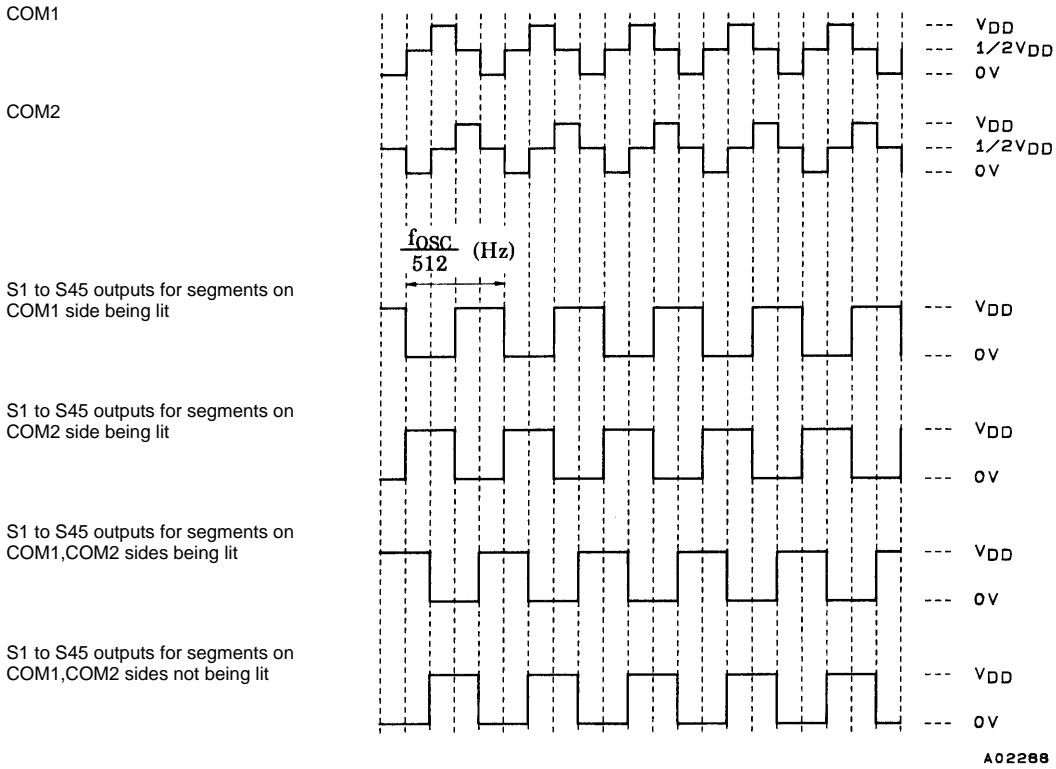 COM1
VDD
1/2VDD
0V
COM2
VDD
1/2VDD
0V
fOSC
512
(Hz)
S1 to S45 outputs for segments on
COM1 side being lit
VDD
0V
S1 to S45 outputs for segments on
COM2 side being lit
VDD
0V
S1 to S45 outputs for segments on
COM1,COM2 sides being lit
VDD
0V
S1 to S45 outputs for segments on
COM1,COM2 sides not being lit
VDD
0V
A02288